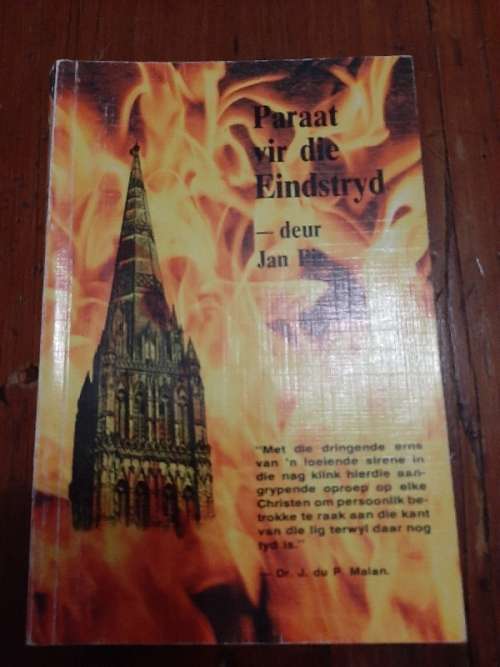 Paraat
vir die
Eindstryd
— deur
Jan
"Met die dringende erns
van 'n loeiende sirene in
die nag klink hierdie aan-
grypende oproep op elke
Christen om persoonlik be-
trokke te raak aan die kant
van die lig terwyl daar nog
tyd is."
— Dr. J. du P. Malan.